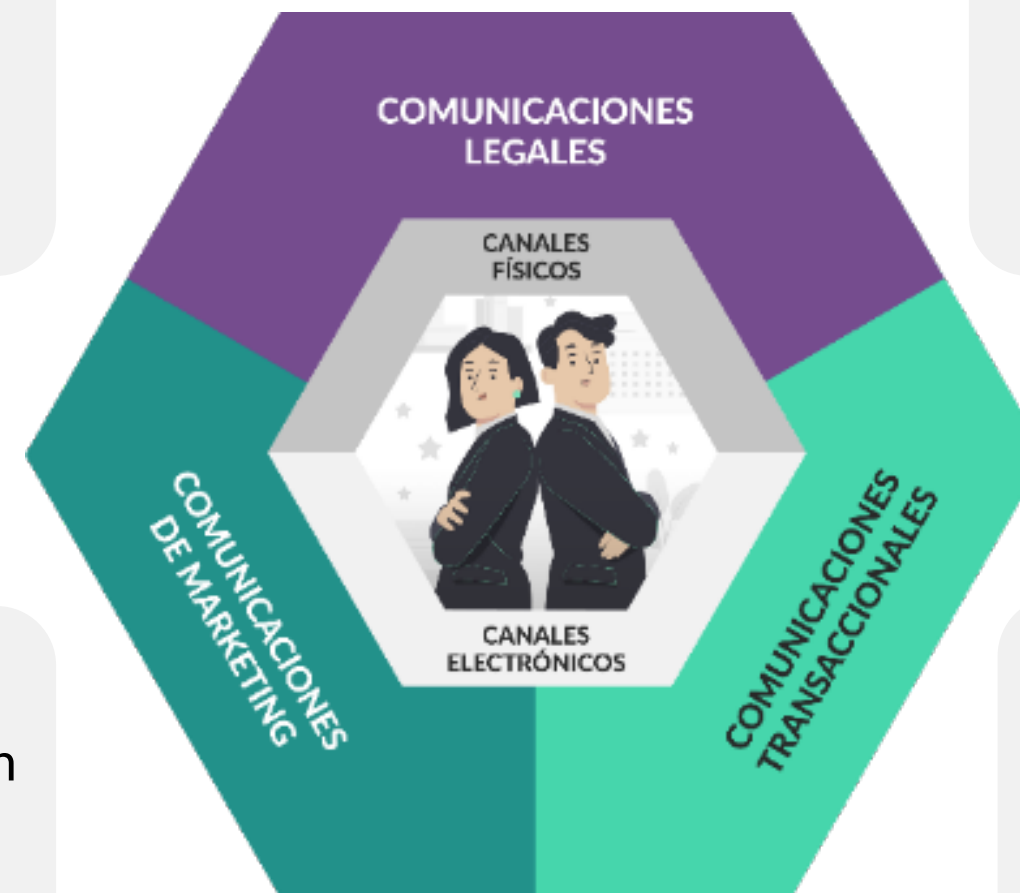 COMUNICACIONES
LEGALES
CANALES
FÍSICOS
COMUNICACIONES
DE MARKETING
COMUNICACIONES
TRANSACCIONALES
CANALES
ELECTRÓNICOS
n